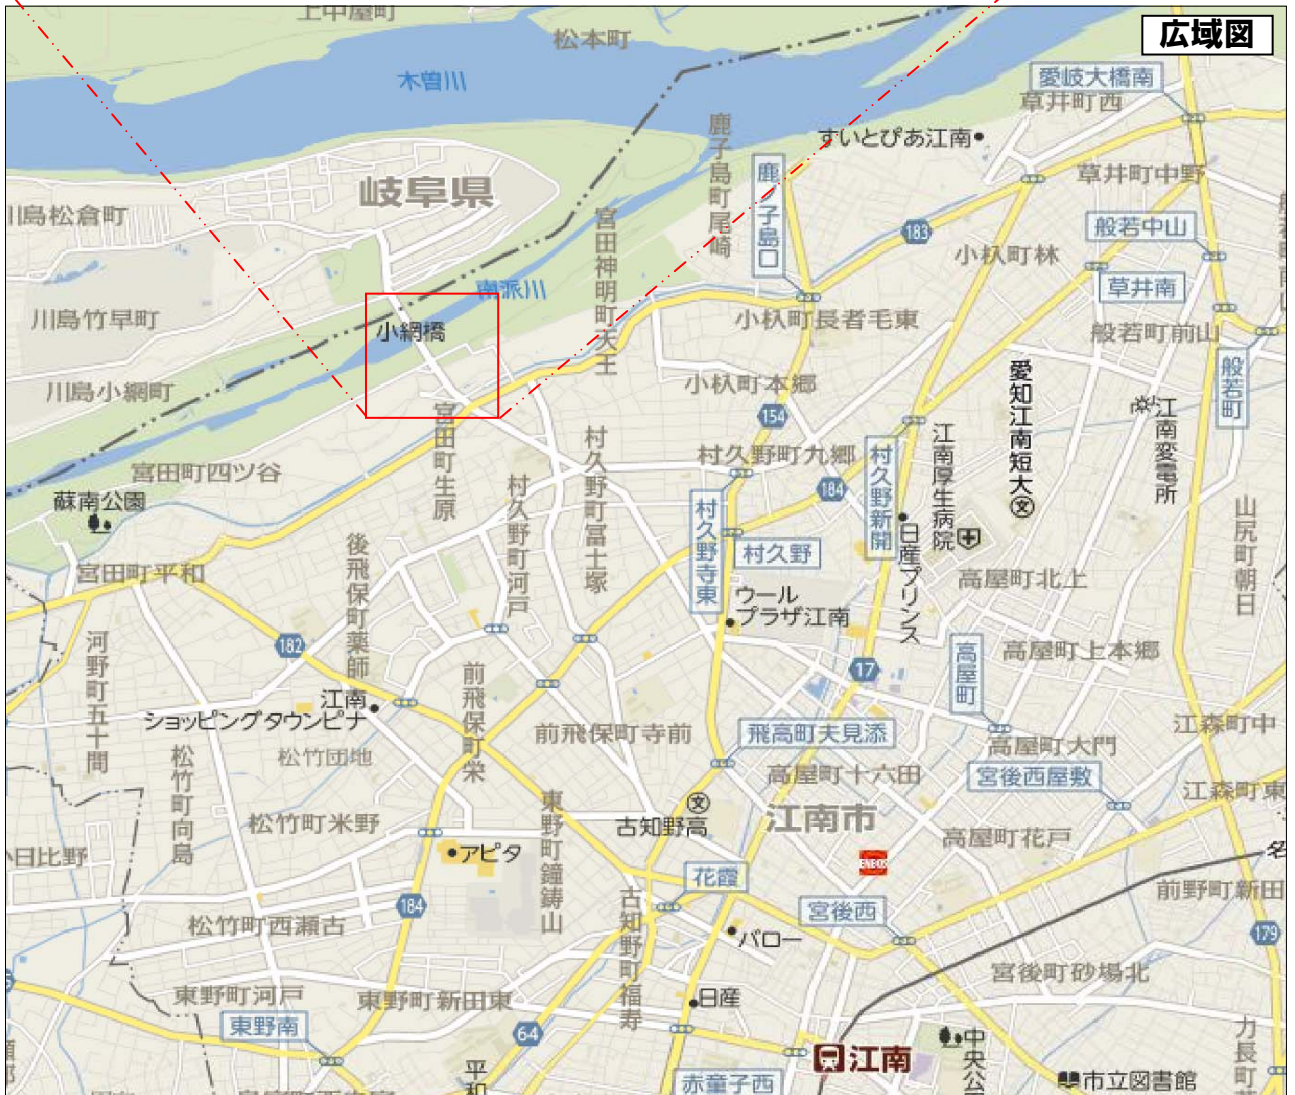 広域図
上中屋町
松本町
木曽川
愛岐大橋南
草井町西
すいとぴあ江南
鹿子島町尾崎
鹿子島口
草井町中野
岐阜県
川島松倉町
宮田神明町天王
183
般若中山
小杁町林
草井南
南派川
川島竹早町
小網橋
小杁町長者毛東
般若町前山
般若町
川島小網町
小杁町本郷
愛知江南短大
文
江南変電所
154
宮田町生原
村久野町冨士塚
村久野町九郷
村久野新開
江南厚生病院
宮田町四ツ谷
184
蘇南公園
村久野町河戸
村久野寺東
山尻町朝日
日産プリンス
後飛保町薬師
村久野
宮田町平和
高屋町北上
ウール
プラザ江南
河野町五十間
182
高屋町
高屋町上本郷
17
前飛保町栄
江南
ショッピングタウンピナ
前飛保町寺前
飛高町夫見添
江森町中
松竹町向島
松竹団地
高屋町大門
高屋町十六田
宮後西屋敷
江森町東
東野町鐘鋳山
文
古知野高
江南市
松竹町米野
高屋町花戸
日比野
アピタ
ENEOS
名
花霞
前野町新田
古知野町福寿
184
宮後西
松竹町西瀬古
バロー
179
宮後町砂場北
東野町河戸
東野町新田東
日産
東野南
64
江南
中央公
力長町
平和
赤童子西
市立図書館